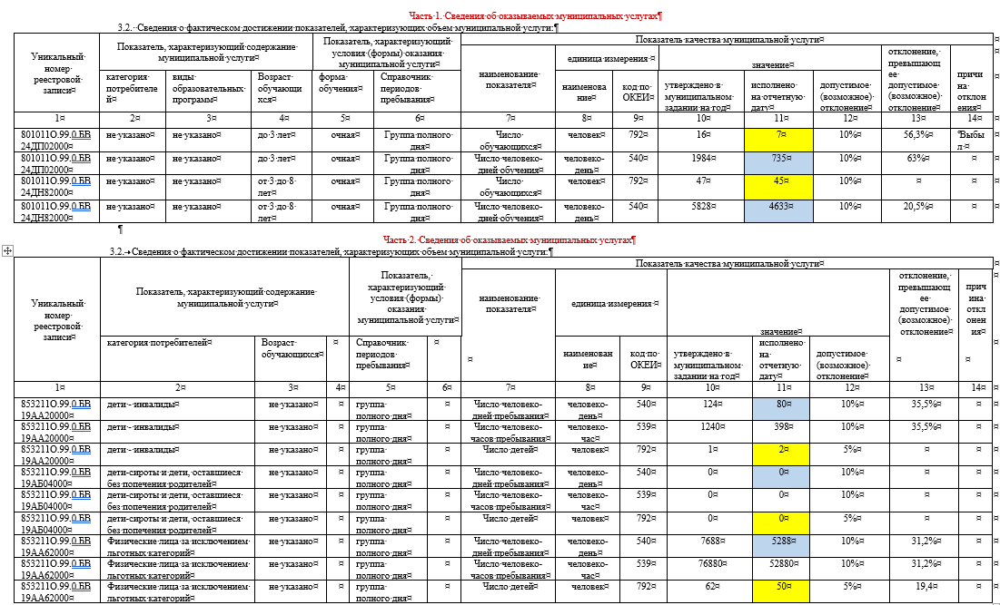 Часть 1. Сведения об оказываемых муниципальных услугах¶
3.2. Сведения о фактическом достижении показателей, характеризующих объем муниципальной услуги:¶
Уникальный номер реестровой записи¤ Показатель, характеризующий содержание муниципальной услуги¤ Показатель, характеризующий условия (формы) оказания муниципальной услуги¤ Показатель качества муниципальной услуги¤
наименование показателя¤ единица измерения¤ значение¤ отклонение, превышающ ее допустимое (возможное) отклонение¤ причи на отклон ения¤
категория потребителе й¤ виды образовательных программ¤ Возраст обучающи хся¤ форма обучения¤ Справочник периодов пребывания¤ наименова ние¤ код по ОКЕИ¤ утверждено в муниципальном задании на год¤ исполнено на отчетную дату¤ допустимое (возможное) отклонение¤
1¤ 2¤ 3¤ 4¤ 5¤ 6¤ 7¤ 8¤ 9¤ 10¤ 11¤ 12¤ 13¤ 14¤
801011О.99.0.БВ24ДП02000¤ не указано¤ не указано¤ до 3 лет¤ очная¤ Группа полного дня¤ Число обучающихся¤ человек¤ 792¤ 16¤ 7¤ 10%¤ 56,3%¤ Выбы л¤
801011О.99.0.БВ24ДП02000¤ не указано¤ не указано¤ до 3 лет¤ очная¤ Группа полного дня¤ Число человеко-дней обучения¤ человеко-день¤ 540¤ 1984¤ 735¤ 10%¤ 63%¤ ¤
801011О.99.0.БВ24ДН82000¤ не указано¤ не указано¤ от 3 до 8 лет¤ очная¤ Группа полного дня¤ Число обучающихся¤ человек¤ 792¤ 47¤ 45¤ 10%¤ ¤ ¤
801011О.99.0.БВ24ДН82000¤ не указано¤ не указано¤ от 3 до 8 лет¤ очная¤ Группа полного дня¤ Число человеко-дней обучения¤ человеко-день¤ 540¤ 5828¤ 4633¤ 10%¤ 20,5%¤ ¤
¶
Часть 2. Сведения об оказываемых муниципальных услугах¶
3.2.→Сведения о фактическом достижении показателей, характеризующих объем муниципальной услуги:¶
Уникальный номер реестровой записи¤ Показатель, характеризующий содержание муниципальной услуги¤ Показатель, характеризующий условия (формы) оказания муниципальной услуги¤ Показатель качества муниципальной услуги¤
наименование показателя¤ единица измерения¤ значение¤ отклонение, превышающ ее допустимое (возможное) отклонение¤ прич ина откл онен ия¤
категория потребителей¤ Возраст обучающихся¤ ¤ Справочник периодов пребывания¤ ¤ ¤ наименован ие¤ код по ОКЕИ¤ утверждено в муниципальном задании на год¤ исполнено на отчетную дату¤ допустимое (возможное) отклонение¤ ¤ ¤
1¤ 2¤ 3¤ 4¤ 5¤ 6¤ 7¤ 8¤ 9¤ 10¤ 11¤ 12¤ 13¤ 14¤
853211О.99.0.БВ19АА20000¤ дети - инвалиды¤ не указано¤ ¤ группа полного дня¤ ¤ Число человеко-дней пребывания¤ человеко-день¤ 540¤ 124¤ 80¤ 10%¤ 35,5%¤ ¤
853211О.99.0.БВ19АА20000¤ дети - инвалиды¤ не указано¤ ¤ группа полного дня¤ ¤ Число человеко-часов пребывания¤ человеко-час¤ 539¤ 1240¤ 398¤ 10%¤ 35,5%¤ ¤
853211О.99.0.БВ19АА20000¤ дети - инвалиды¤ не указано¤ ¤ группа полного дня¤ ¤ Число детей¤ человек¤ 792¤ 1¤ 2¤ 5%¤ ¤ ¤
853211О.99.0.БВ19АБ04000¤ дети-сироты и дети, оставшиеся без попечения родителей¤ не указано¤ ¤ группа полного дня¤ ¤ Число человеко-дней пребывания¤ человеко-день¤ 540¤ 0¤ 0¤ 10%¤ ¤ ¤
853211О.99.0.БВ19АБ04000¤ дети-сироты и дети, оставшиеся без попечения родителей¤ не указано¤ ¤ группа полного дня¤ ¤ Число человеко-часов пребывания¤ человеко-час¤ 539¤ 0¤ 0¤ 10%¤ ¤ ¤
853211О.99.0.БВ19АБ04000¤ дети-сироты и дети, оставшиеся без попечения родителей¤ не указано¤ ¤ группа полного дня¤ ¤ Число детей¤ человек¤ 792¤ 0¤ 0¤ 5%¤ ¤ ¤
853211О.99.0.БВ19АА62000¤ Физические лица за исключением льготных категорий¤ не указано¤ ¤ группа полного дня¤ ¤ Число человеко-дней пребывания¤ человеко-день¤ 540¤ 7688¤ 5288¤ 10%¤ 31,2%¤ ¤
853211О.99.0.БВ19АА62000¤ Физические лица за исключением льготных категорий¤ не указано¤ ¤ группа полного дня¤ ¤ Число человеко-часов пребывания¤ человеко-час¤ 539¤ 76880¤ 52880¤ 10%¤ 31,2%¤ ¤
853211О.99.0.БВ19АА62000¤ Физические лица за исключением льготных категорий¤ не указано¤ ¤ группа полного дня¤ ¤ Число детей¤ человек¤ 792¤ 62¤ 50¤ 5%¤ 19,4¤ ¤